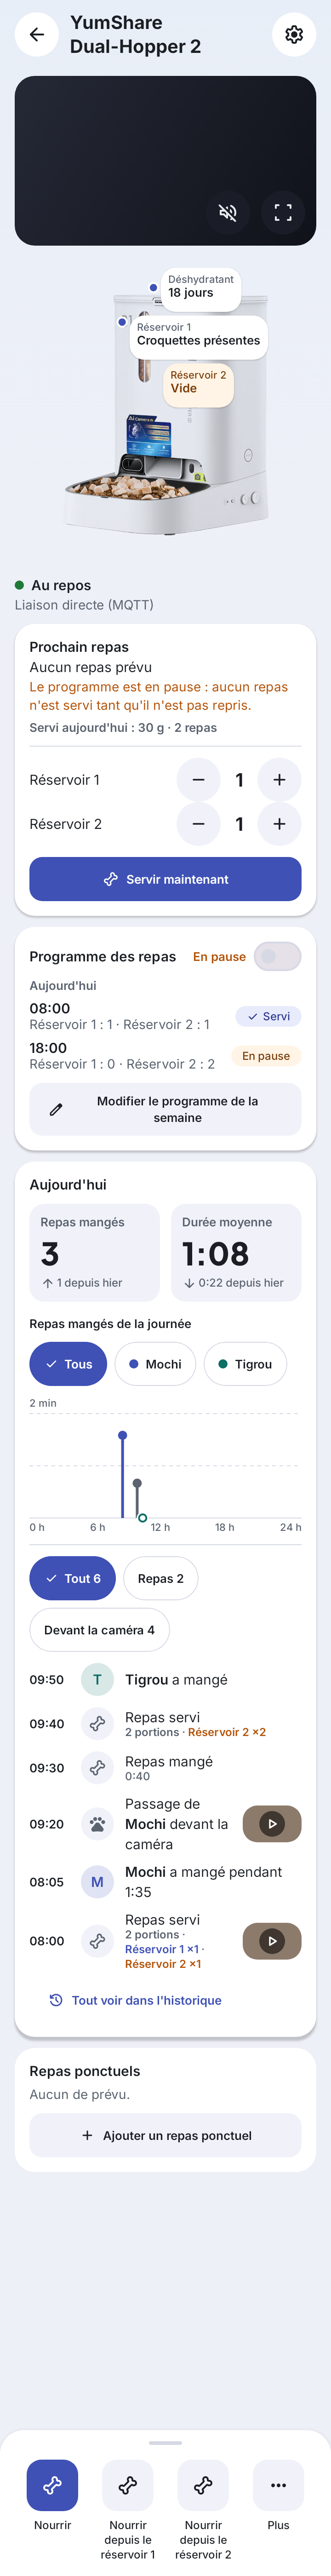 YumShare
Dual-Hopper 2
Déshydratant
18 jours
Réservoir 1
Croquettes présentes
Réservoir 2
Vide
Au repos
Liaison directe (MQTT)
Prochain repas
Aucun repas prévu
Le programme est en pause : aucun repas
n'est servi tant qu'il n'est pas repris.
Servi aujourd'hui : 30 g · 2 repas
Réservoir 1
1
Réservoir 2
1
Servir maintenant
Programme des repas
En pause
Aujourd'hui
08:00
Réservoir 1 : 1 · Réservoir 2 : 1
Servi
18:00
Réservoir 1 : 0 · Réservoir 2 : 2
En pause
Modifier le programme de la
semaine
Aujourd'hui
Repas mangés
3
1 depuis hier
Durée moyenne
1:08
0:22 depuis hier
Repas mangés de la journée
Tous
Mochi
Tigrou
2 min
0 h
6 h
12 h
18 h
24 h
Tout 6
Repas 2
Devant la caméra 4
09:50
T
Tigrou a mangé
09:40
Repas servi
2 portions · Réservoir 2 ×2
09:30
Repas mangé
0:40
09:20
Passage de
Mochi devant la
caméra
08:05
M
Mochi a mangé pendant
1:35
08:00
Repas servi
2 portions ·
Réservoir 1 ×1 ·
Réservoir 2 ×1
Tout voir dans l'historique
Repas ponctuels
Aucun de prévu.
Ajouter un repas ponctuel
Nourrir
Nourrir
depuis le
réservoir 1
Nourrir
depuis le
réservoir 2
Plus